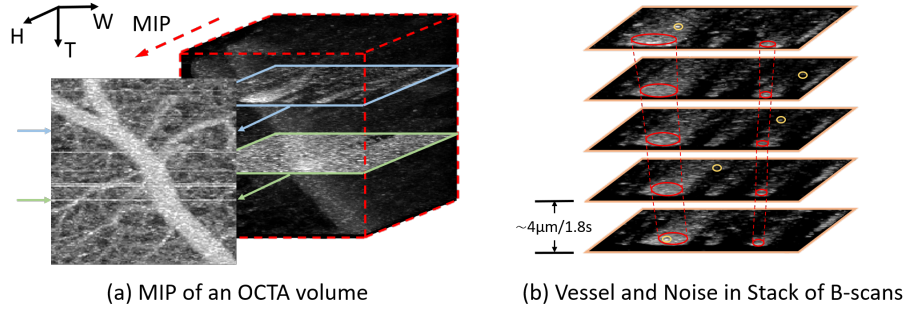 H
W
T
MIP
~4μm/1.8s
(a) MIP of an OCTA volume
(b) Vessel and Noise in Stack of B-scans